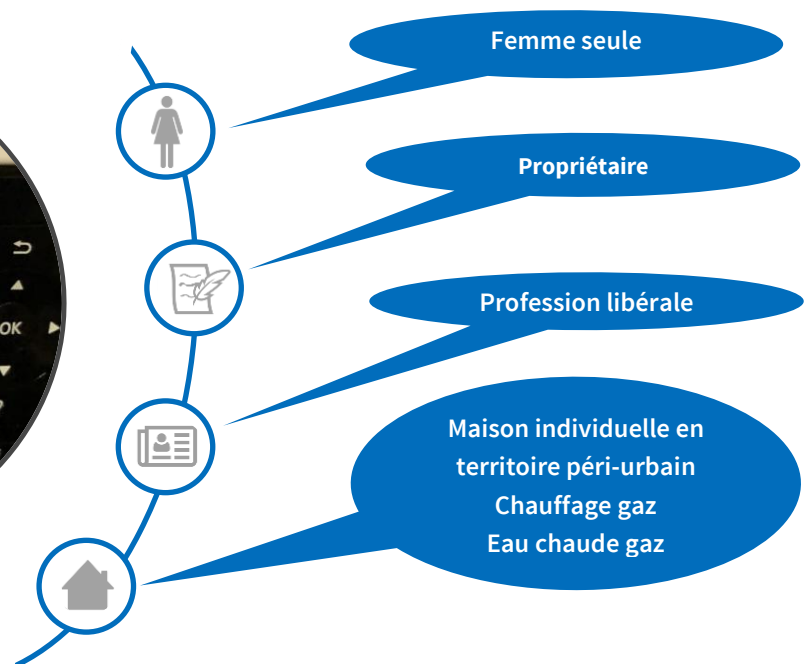 Femme seule
Propriétaire
OK
Profession libérale
Maison individuelle en
territoire péri-urbain
Chauffage gaz
Eau chaude gaz